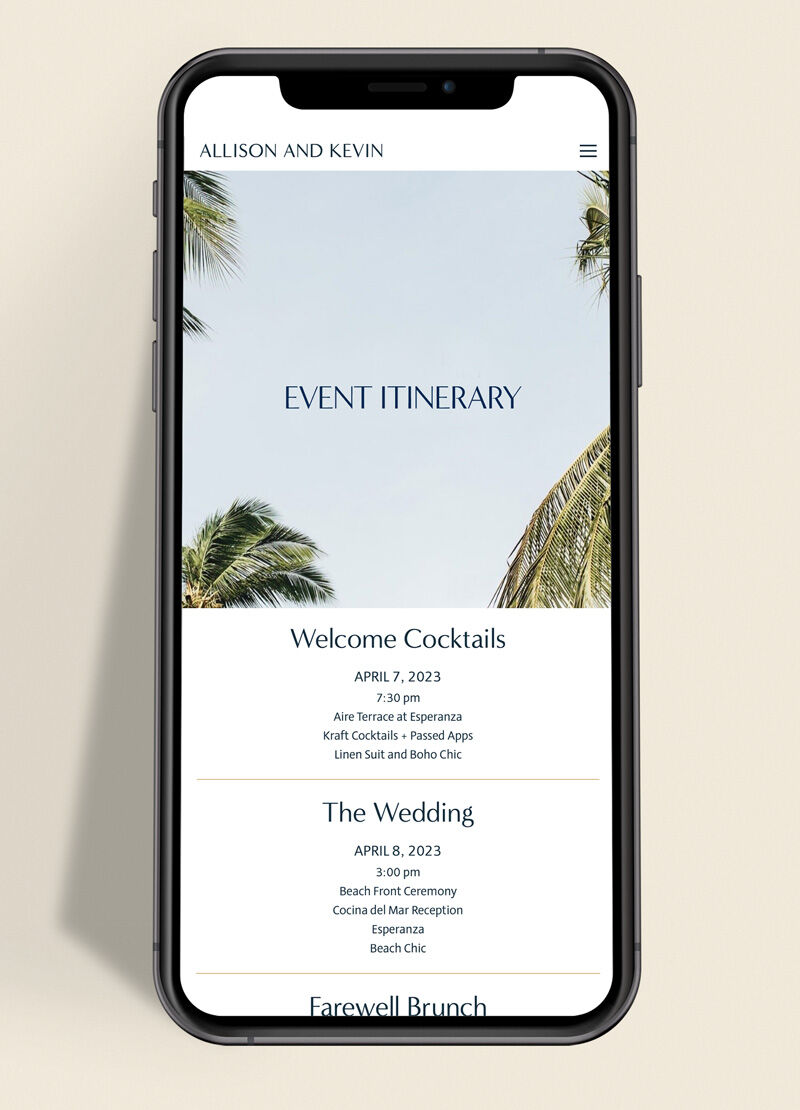 ALLISON AND KEVIN
EVENT ITINERARY
Welcome Cocktails
APRIL 7, 2023
7:30 pm
Aire Terrace at Esperanza
Kraft Cocktails + Passed Apps
Linen Suit and Boho Chic
The Wedding
APRIL 8, 2023
3:00 pm
Beach Front Ceremony
Cocina del Mar Reception
Esperanza
Beach Chic
Farewell Brunch